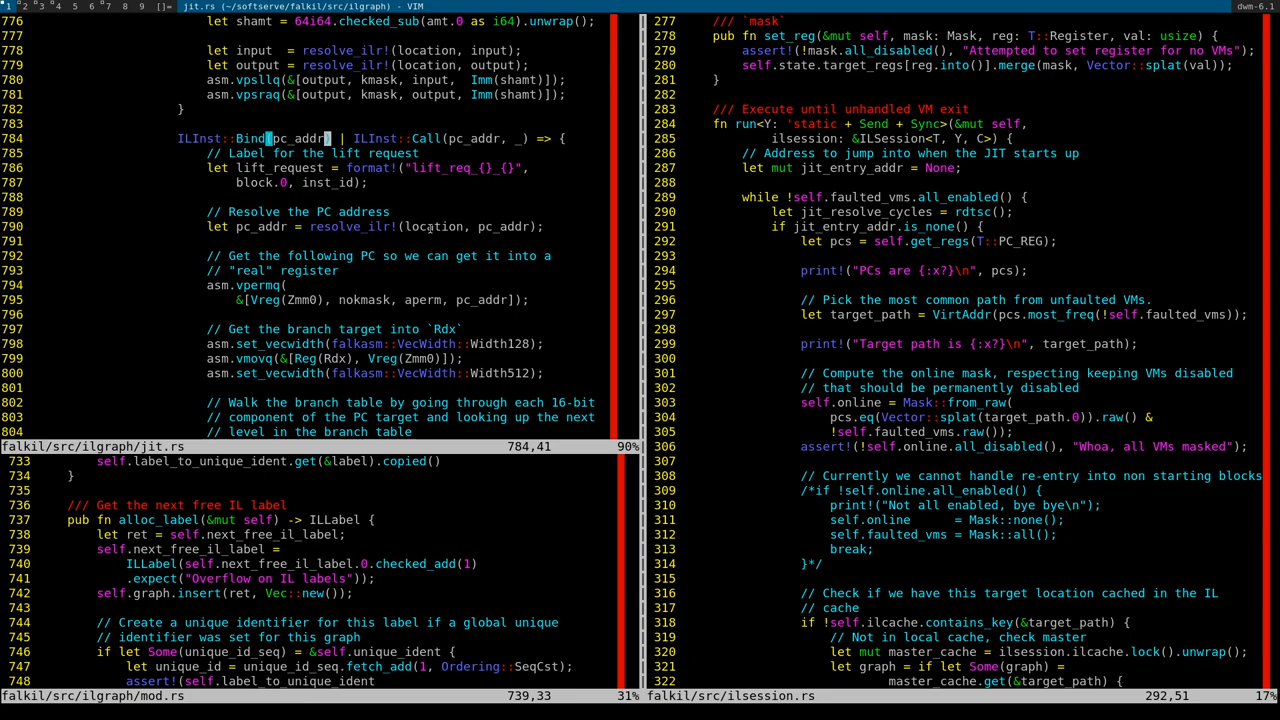 1 2 3 4 5 6 7 8 9 []= jit.rs (~/softserve/falkil/src/ilgraph) - VIM dwm-6.1
776 let shamt = 64i64.checked_sub(amt.0 as i64).unwrap();
777
778 let input  = resolve_ilr!(location, input);
779 let output = resolve_ilr!(location, output);
780 asm.vpsllq(&[output, kmask, input,  Imm(shamt)]);
781 asm.vpsraq(&[output, kmask, output, Imm(shamt)]);
782 }
783
784 ILInst::Bind(pc_addr) | ILInst::Call(pc_addr, _) => {
785 // Label for the lift request
786 let lift_request = format!("lift_req_{}_{}",
787 block.0, inst_id);
788
789 // Resolve the PC address
790 let pc_addr = resolve_ilr!(location, pc_addr);
791
792 // Get the following PC so we can get it into a
793 // "real" register
794 asm.vpermq(
795 &[Vreg(Zmm0), nokmask, aperm, pc_addr]);
796
797 // Get the branch target into `Rdx`
798 asm.set_vecwidth(falkasm::VecWidth::Width128);
799 asm.vmovq(&[Reg(Rdx), Vreg(Zmm0)]);
800 asm.set_vecwidth(falkasm::VecWidth::Width512);
801
802 // Walk the branch table by going through each 16-bit
803 // component of the PC target and looking up the next
804 // level in the branch table
falkil/src/ilgraph/jit.rs 784,41 90%
733 self.label_to_unique_ident.get(&label).copied()
734 }
735
736 /// Get the next free IL label
737 pub fn alloc_label(&mut self) -> ILLabel {
738 let ret = self.next_free_il_label;
739 self.next_free_il_label =
740 ILLabel(self.next_free_il_label.0.checked_add(1)
741 .expect("Overflow on IL labels"));
742 self.graph.insert(ret, Vec::new());
743
744 // Create a unique identifier for this label if a global unique
745 // identifier was set for this graph
746 if let Some(unique_id_seq) = &self.unique_ident {
747 let unique_id = unique_id_seq.fetch_add(1, Ordering::SeqCst);
748 assert!(self.label_to_unique_ident
falkil/src/ilgraph/mod.rs 739,33 31%
277 /// `mask`
278 pub fn set_reg(&mut self, mask: Mask, reg: T::Register, val: usize) {
279 assert!(!mask.all_disabled(), "Attempted to set register for no VMs");
280 self.state.target_regs[reg.into()].merge(mask, Vector::splat(val));
281 }
282
283 /// Execute until unhandled VM exit
284 fn run<Y: 'static + Send + Sync>(&mut self,
285 ilsession: &ILSession<T, Y, C>) {
286 // Address to jump into when the JIT starts up
287 let mut jit_entry_addr = None;
288
289 while !self.faulted_vms.all_enabled() {
290 let jit_resolve_cycles = rdtsc();
291 if jit_entry_addr.is_none() {
292 let pcs = self.get_regs(T::PC_REG);
293
294 print!("PCs are {:x?}\n", pcs);
295
296 // Pick the most common path from unfaulted VMs.
297 let target_path = VirtAddr(pcs.most_freq(!self.faulted_vms));
298
299 print!("Target path is {:x?}\n", target_path);
300
301 // Compute the online mask, respecting keeping VMs disabled
302 // that should be permanently disabled
303 self.online = Mask::from_raw(
304 pcs.eq(Vector::splat(target_path.0)).raw() &
305 !self.faulted_vms.raw());
306 assert!(!self.online.all_disabled(), "Whoa, all VMs masked");
307
308 // Currently we cannot handle re-entry into non starting blocks
309 /*if !self.online.all_enabled() {
310 print!("Not all enabled, bye bye\n");
311 self.online      = Mask::none();
312 self.faulted_vms = Mask::all();
313 break;
314 }*/
315
316 // Check if we have this target location cached in the IL
317 // cache
318 if !self.ilcache.contains_key(&target_path) {
319 // Not in local cache, check master
320 let mut master_cache = ilsession.ilcache.lock().unwrap();
321 let graph = if let Some(graph) =
322 master_cache.get(&target_path) {
falkil/src/ilsession.rs 292,51 17%